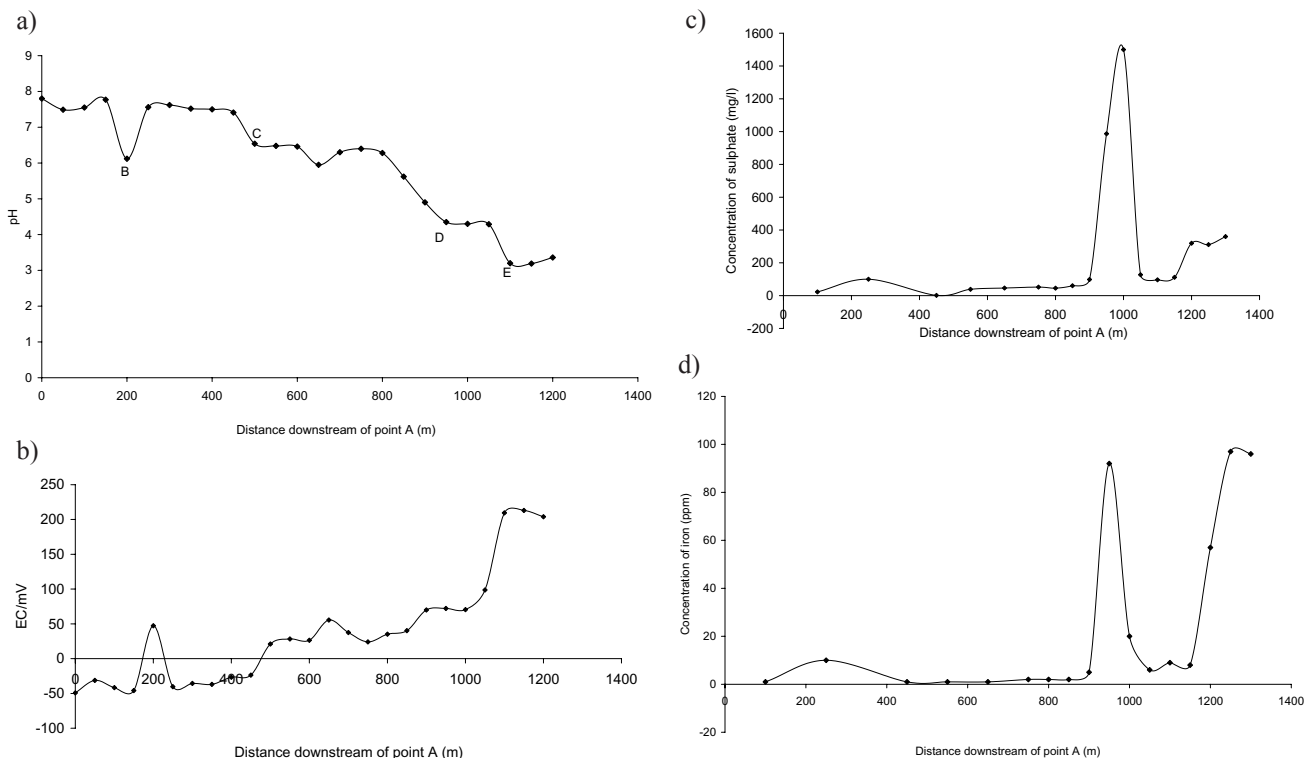 a)
9
8
7
6
5
4
3
2
1
0
pH
B
C
D
E
0 200 400 600 800 1000 1200 1400
Distance downstream of point A (m)
b)
250
200
150
100
50
0
-50
-100
EC/mV
0 200 400 600 800 1000 1200 1400
Distance downstream of point A (m)
c)
1600
1400
1200
1000
800
600
400
200
0
-200
Concentration of sulphate (mg/l)
0 200 400 600 800 1000 1200 1400
Distance downstream of point A (m)
d)
120
100
80
60
40
20
0
-20
Concentration of iron (ppm)
0 200 400 600 800 1000 1200 1400
Distance downstream of point A (m)